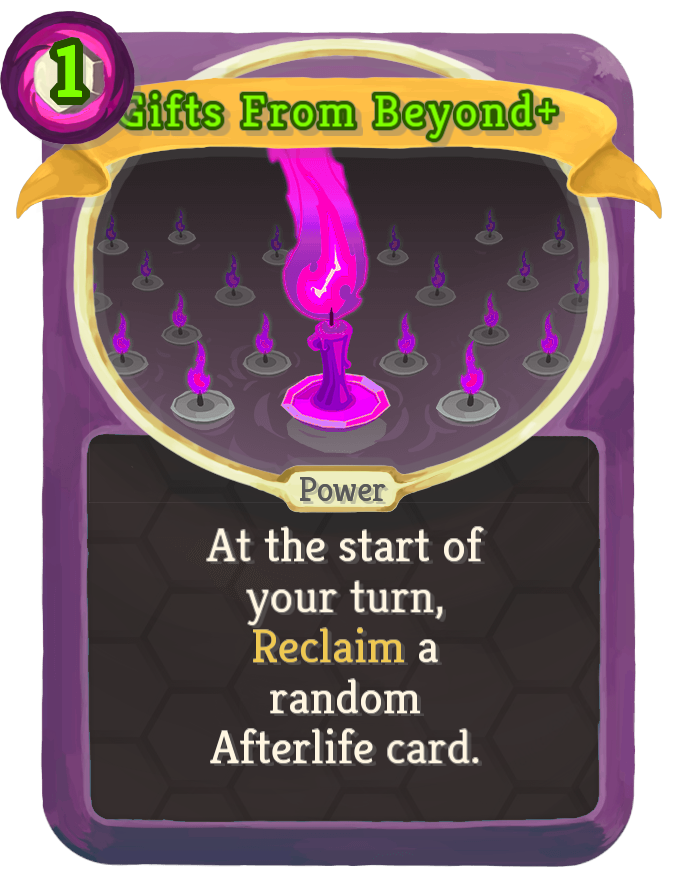 1
Gifts From Beyond+
Power
At the start of
your turn,
Reclaim a
random
Afterlife card.